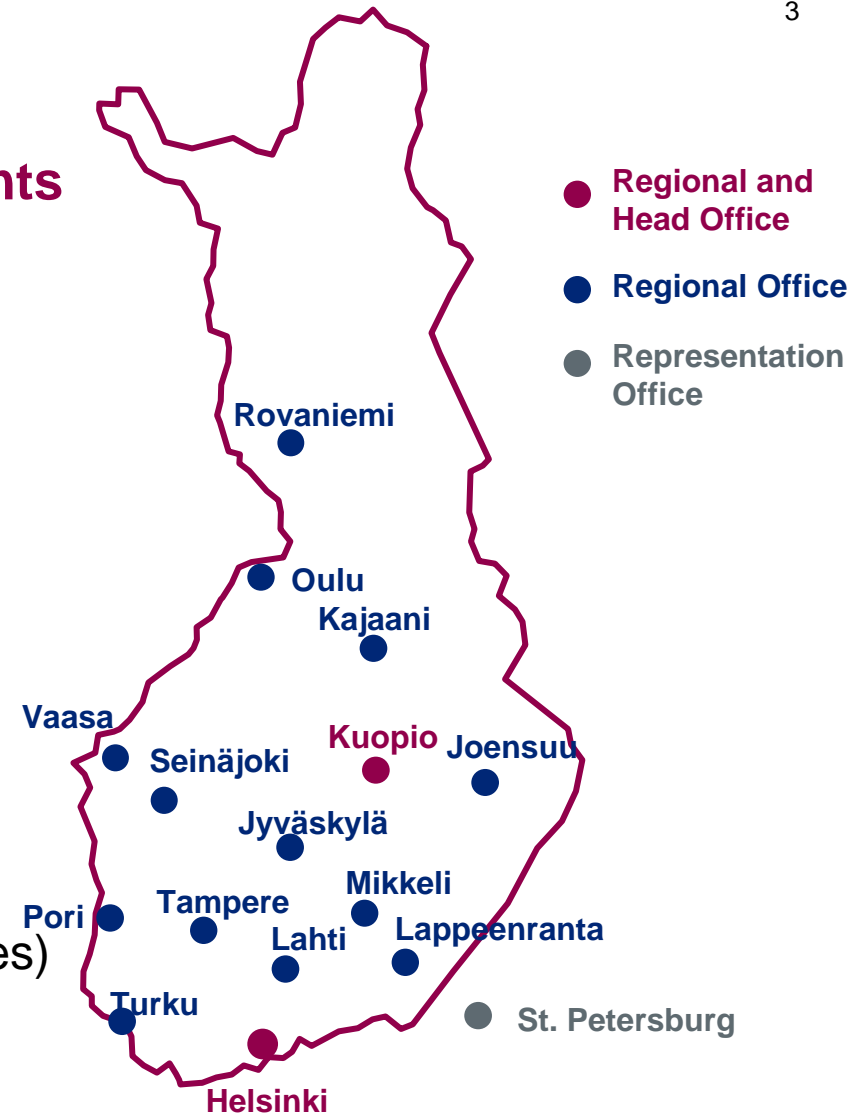 3
nts
Regional and
Head Office
Regional Office
Representation
Office
Rovaniemi
Oulu
Kajaani
Vaasa
Kuopio
Joensuu
Seinäjoki
Jyväskylä
Mikkeli
Tampere
Pori
Lappeenranta
Lahti
es)
Turku
St. Petersburg
Helsinki